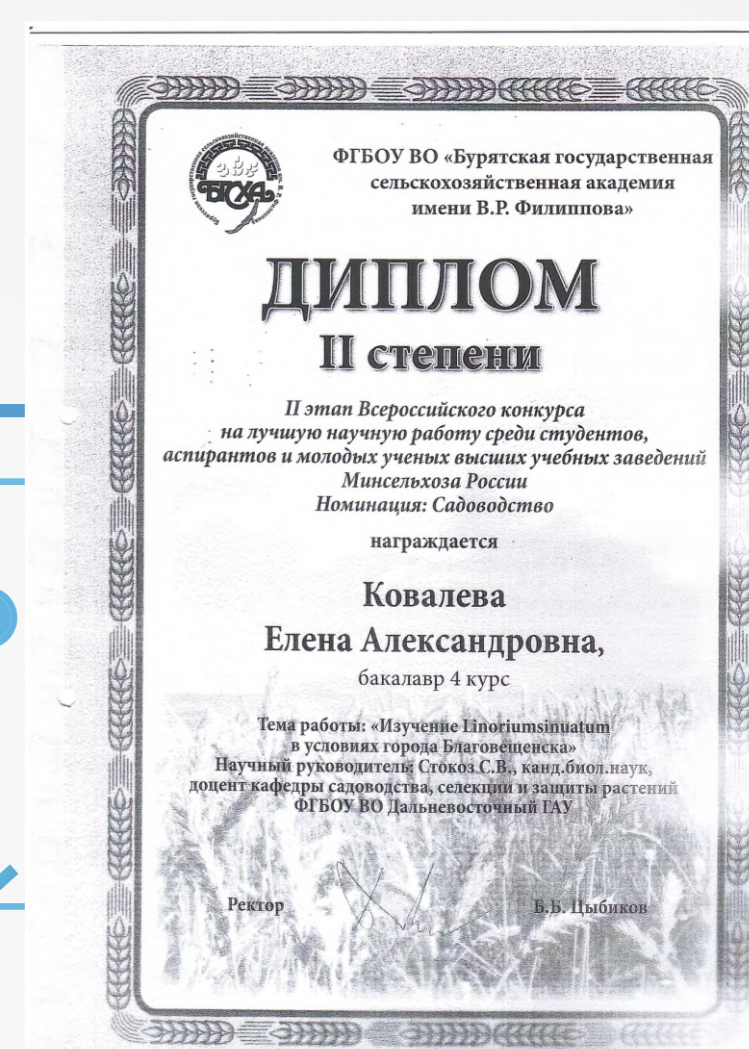 ФГБОУ ВО «Бурятская государственная
сельскохозяйственная академия
имени В.Р. Филиппова»
БГСХА
ДИПЛОМ
II степени
II этап Всероссийского конкурса
на лучшую научную работу среди студентов,
аспирантов и молодых ученых высших учебных заведений
Минсельхоза России
Номинация: Садоводство
награждается
Ковалева
Елена Александровна,
бакалавр 4 курс
Тема работы: «Изучение Linoriumsinuatum
в условиях города Благовещенска»
Научный руководитель: Стокоз С.В., канд.биол.наук,
доцент кафедры садоводства, селекции и защиты растений
ФГБОУ ВО Дальневосточный ГАУ
Ректор Б.Б. Цыбиков